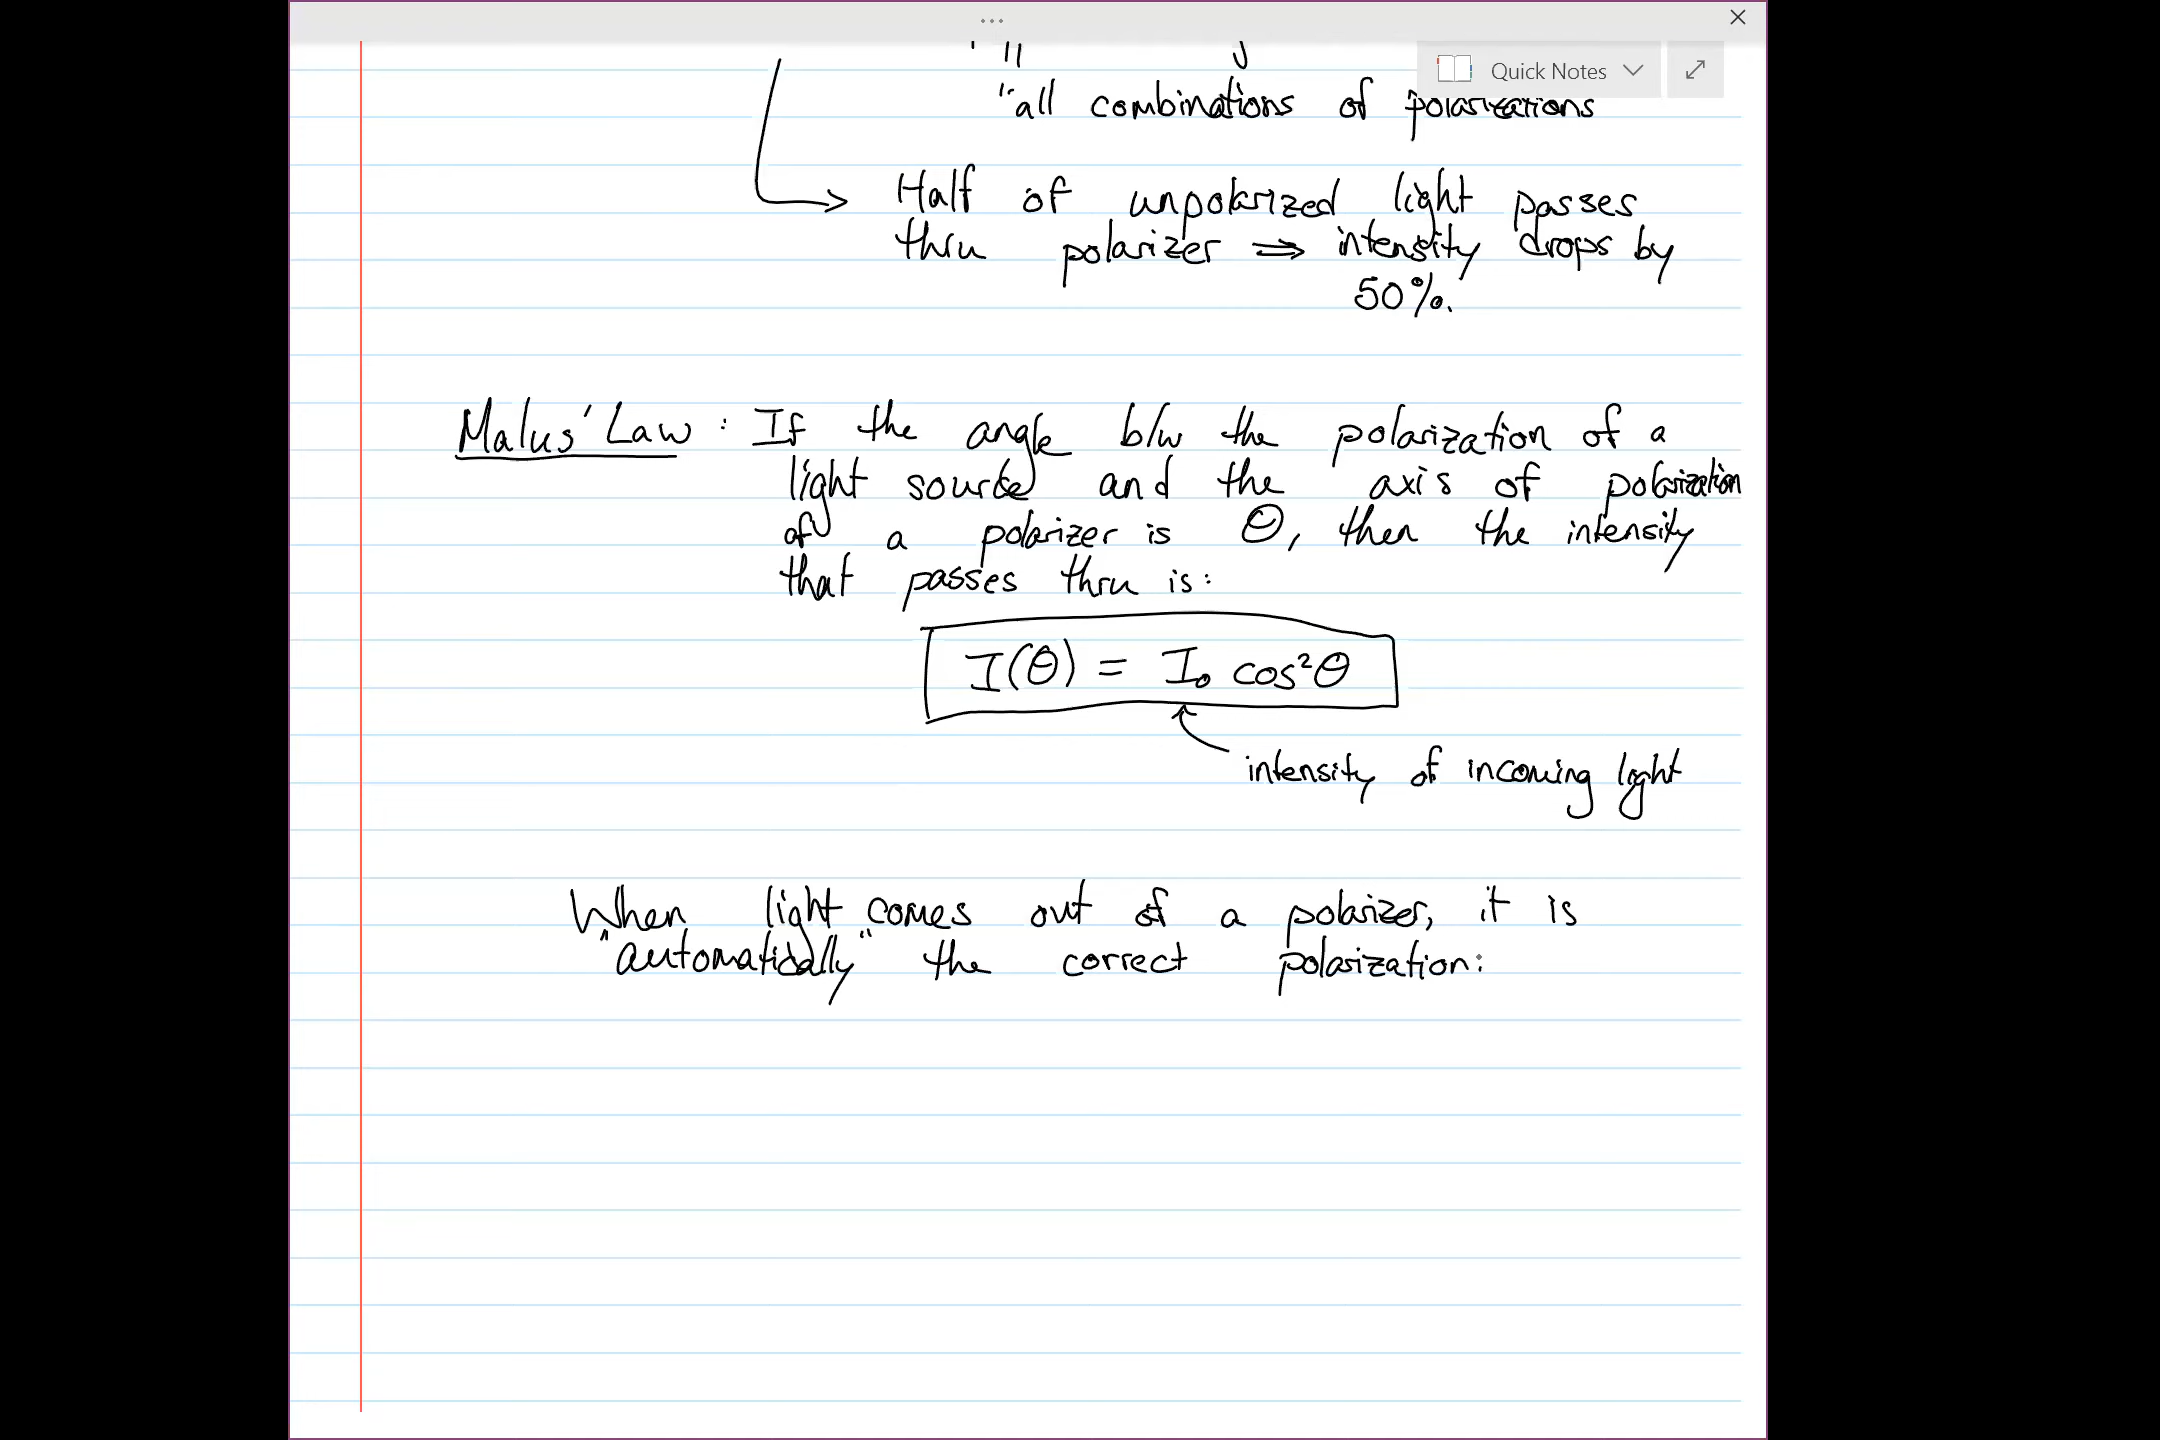 Quick Notes
"all combinations of polarizations
Half of unpolarized light passes
thru polarizer ⇒ intensity drops by
50%.
Malus' Law : If the angle b/w the polarization of a
light source and the axis of polarization
of a polarizer is θ, then the intensity
that passes thru is:
I(θ) = I₀ cos²θ
intensity of incoming light
When light comes out of a polarizer, it is
"automatically" the correct polarization: